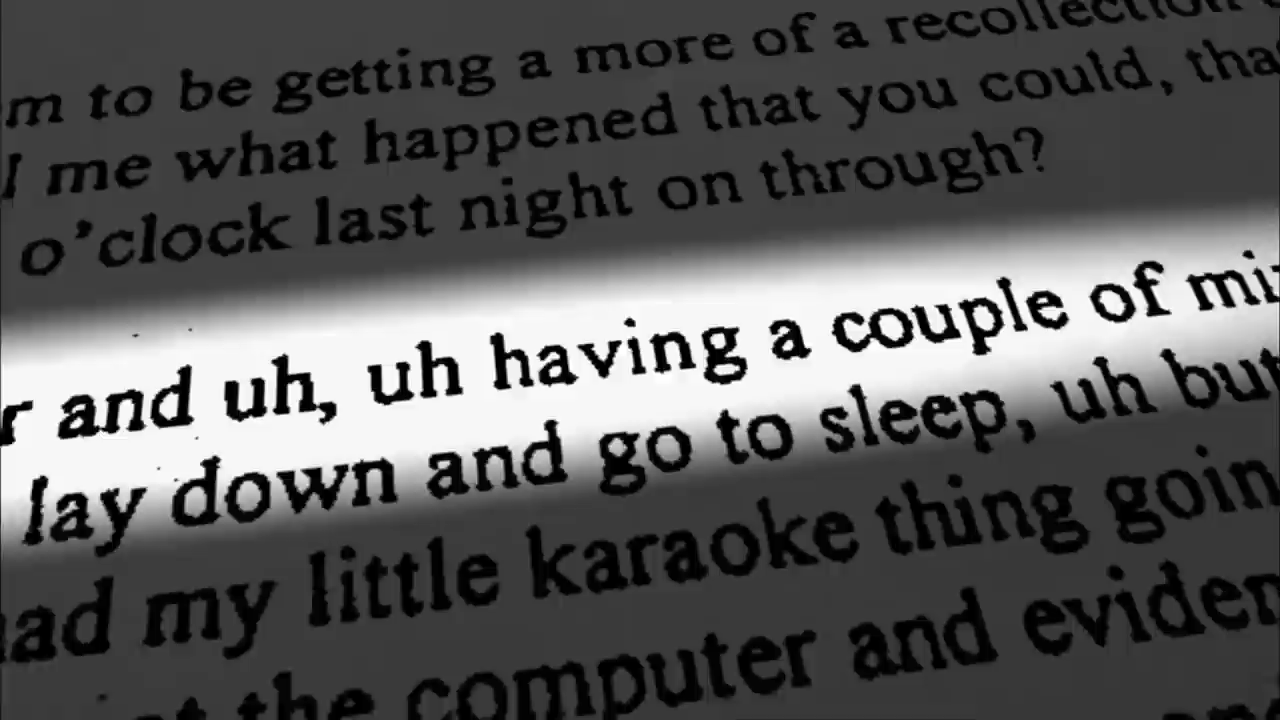 m to be getting a more of a recollection
l me what happened that you could, tha
o'clock last night on through?
r and uh, uh having a couple of mi
lay down and go to sleep, uh but
had my little karaoke thing goin
at the computer and eviden